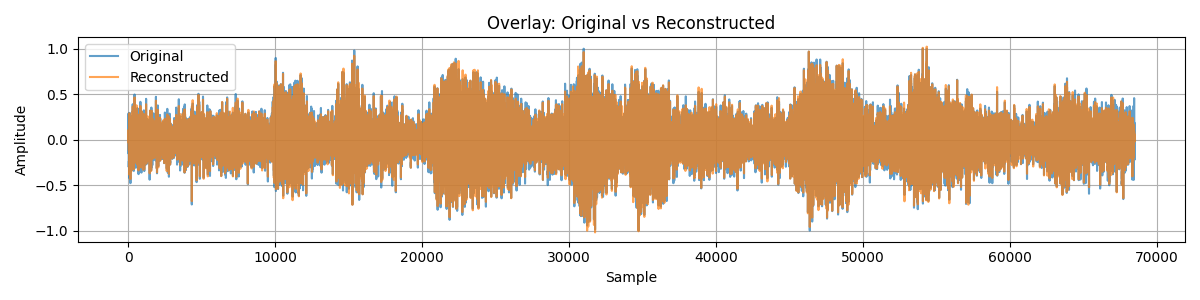 Overlay: Original vs Reconstructed
Original
Reconstructed
Amplitude
1.0
0.5
0.0
−0.5
−1.0
0 10000 20000 30000 40000 50000 60000 70000
Sample